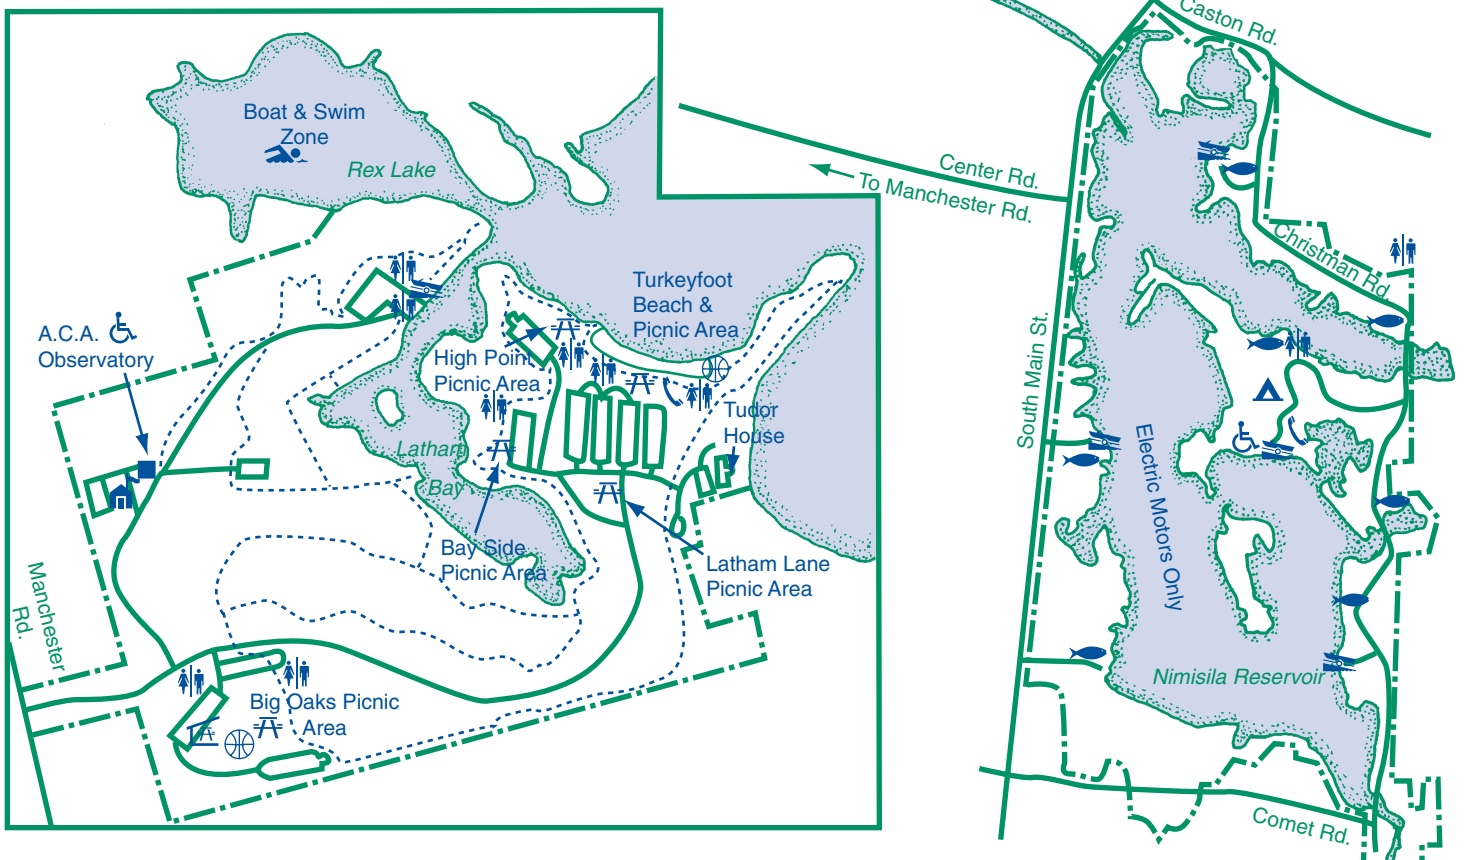 Boat & Swim
Zone
Rex Lake
A.C.A.
Observatory
High Point
Picnic Area
Turkeyfoot
Beach &
Picnic Area
Tudor
House
Latham
Bay
Bay Side
Picnic Area
Latham Lane
Picnic Area
Manchester
Rd.
Big Oaks Picnic
Area
Caston Rd.
Center Rd.
To Manchester Rd.
Christman Rd.
South Main St.
Electric Motors Only
Nimisila Reservoir
Comet Rd.